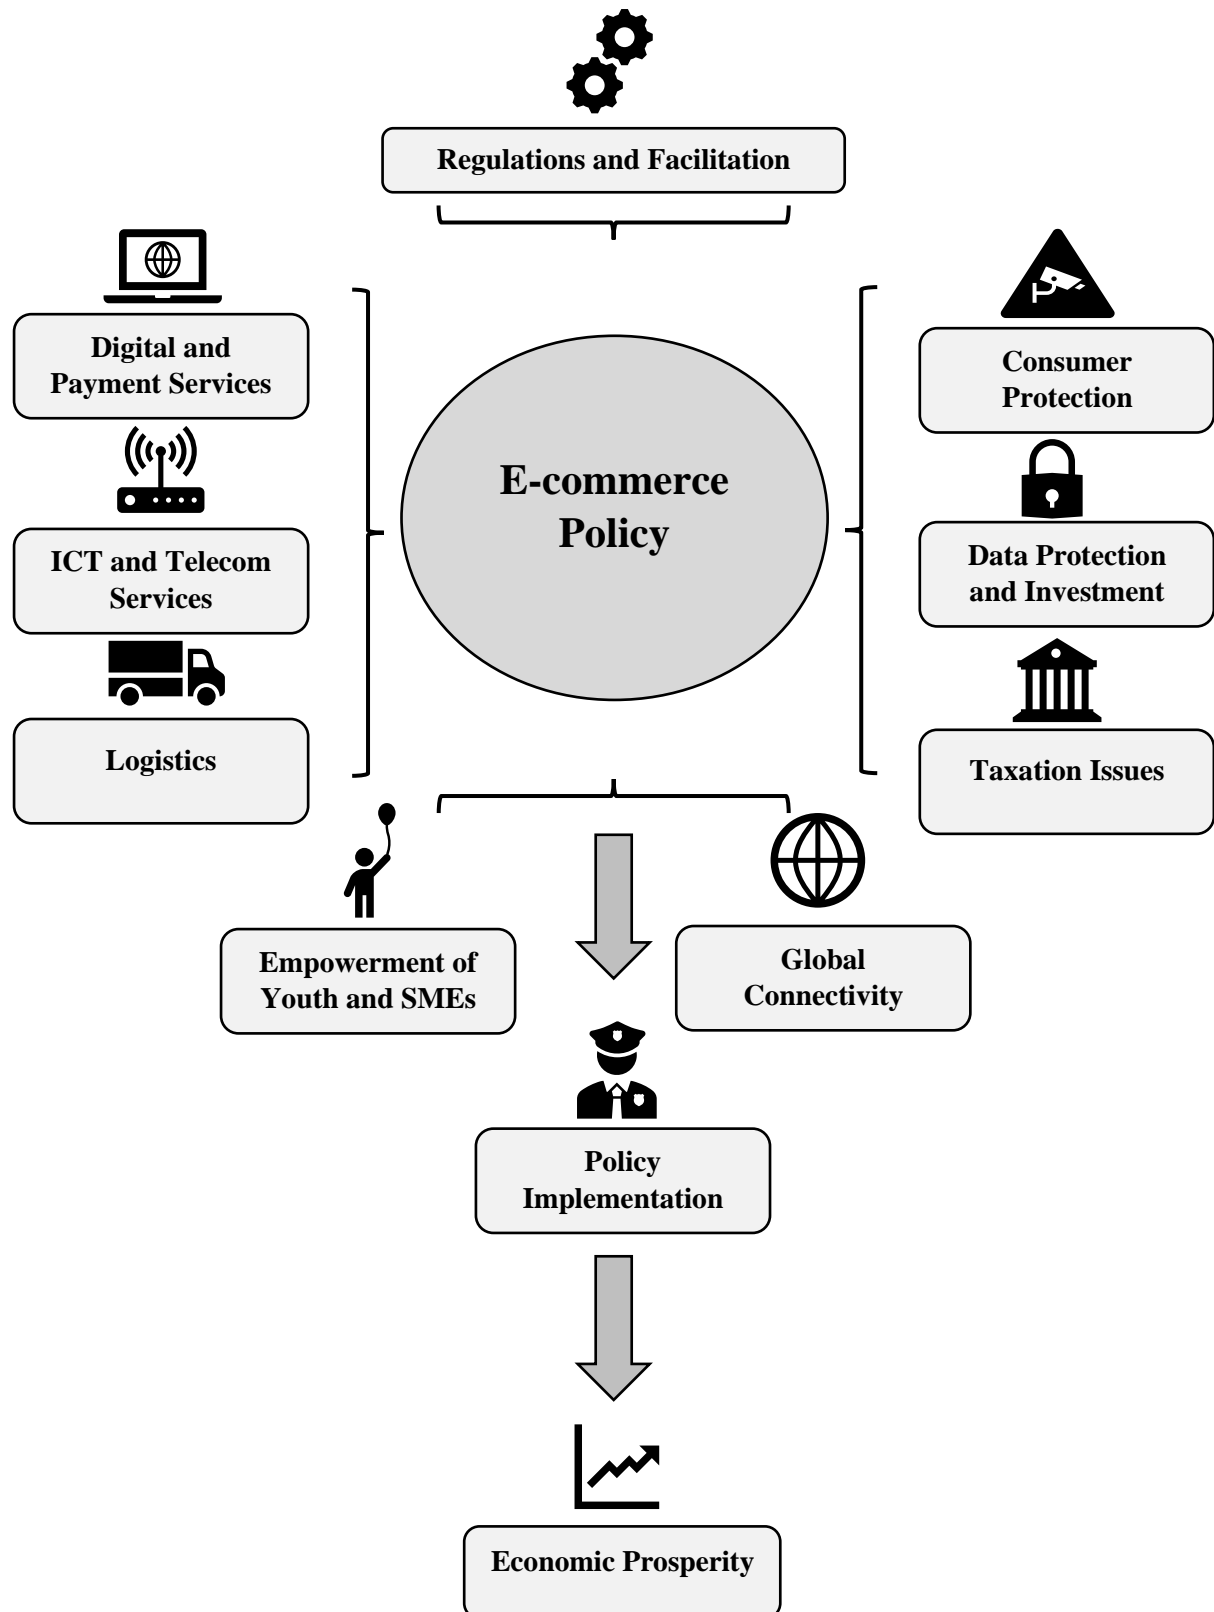 Regulations and Facilitation
Digital and
Payment Services
ICT and Telecom
Services
Logistics
E-commerce
Policy
Consumer
Protection
Data Protection
and Investment
Taxation Issues
Empowerment of
Youth and SMEs
Global
Connectivity
Policy
Implementation
Economic Prosperity